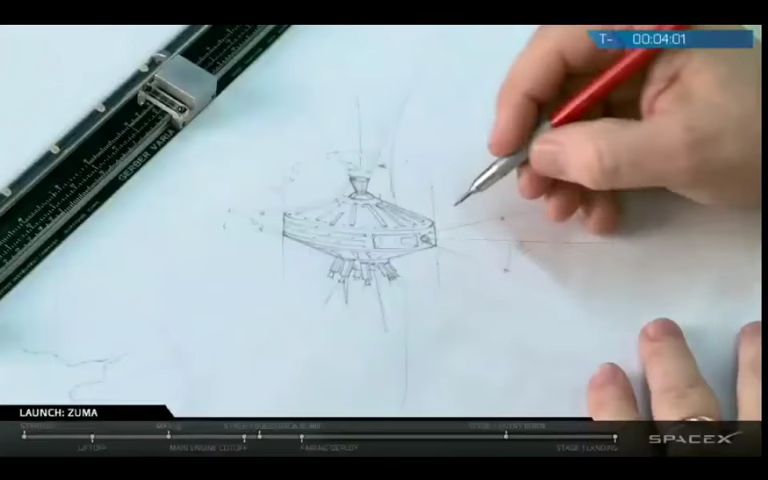 T- 00:04:01
GERBER VARIA
LAUNCH: ZUMA
LIFTOFF
MAIN ENGINE CUTOFF
FAIRING DEPLOY
STAGE 1 LANDING
SPACEX